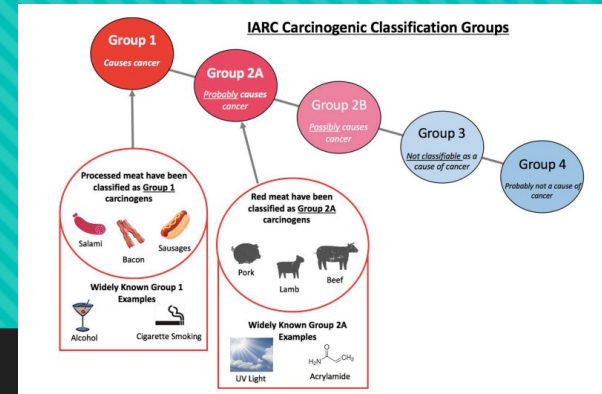 IARC Carcinogenic Classification Groups
Group 1
Causes cancer
Group 2A
Probably causes
cancer
Group 2B
Possibly causes
cancer
Group 3
Not classifiable as a
cause of cancer
Group 4
Probably not a cause of
cancer
Processed meat have been
classified as Group 1
carcinogens
Salami
Bacon
Sausages
Widely Known Group 1
Examples
Alcohol
Cigarette Smoking
Red meat have been
classified as Group 2A
carcinogens
Pork
Lamb
Beef
Widely Known Group 2A
Examples
UV Light
Acrylamide
O
H₂N
CH₂